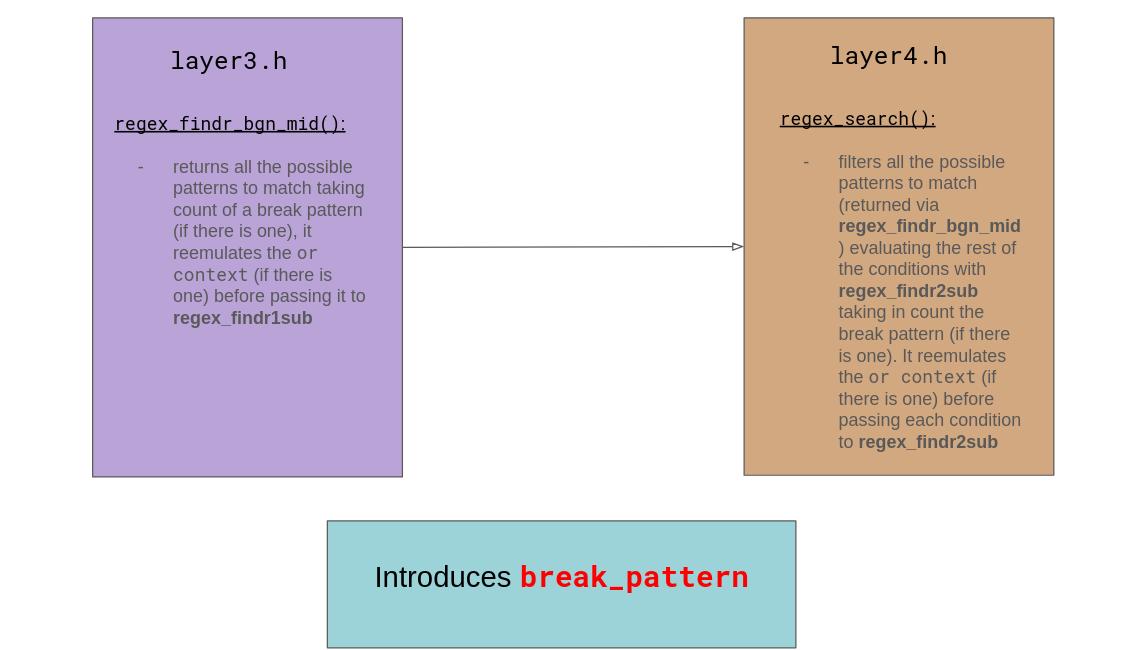 layer3.h
regex_findr_bgn_mid():
- returns all the possible
patterns to match taking
count of a break pattern
(if there is one), it
reemulates the or
context (if there is
one) before passing it to
regex_findr1sub
layer4.h
regex_search():
- filters all the possible
patterns to match
(returned via
regex_findr_bgn_mid
) evaluating the rest of
the conditions with
regex_findr2sub
taking in count the
break pattern (if there
is one). It reemulates
the or context (if
there is one) before
passing each condition
to regex_findr2sub
Introduces break_pattern